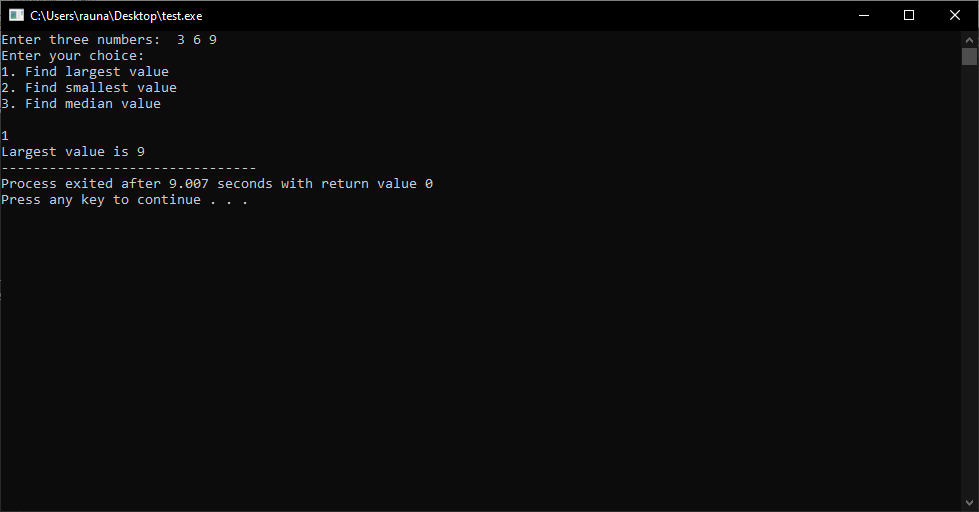 C:\Users\rauna\Desktop\test.exe
Enter three numbers:  3 6 9
Enter your choice:
1. Find largest value
2. Find smallest value
3. Find median value
1
Largest value is 9
--------------------------------
Process exited after 9.007 seconds with return value 0
Press any key to continue . . .